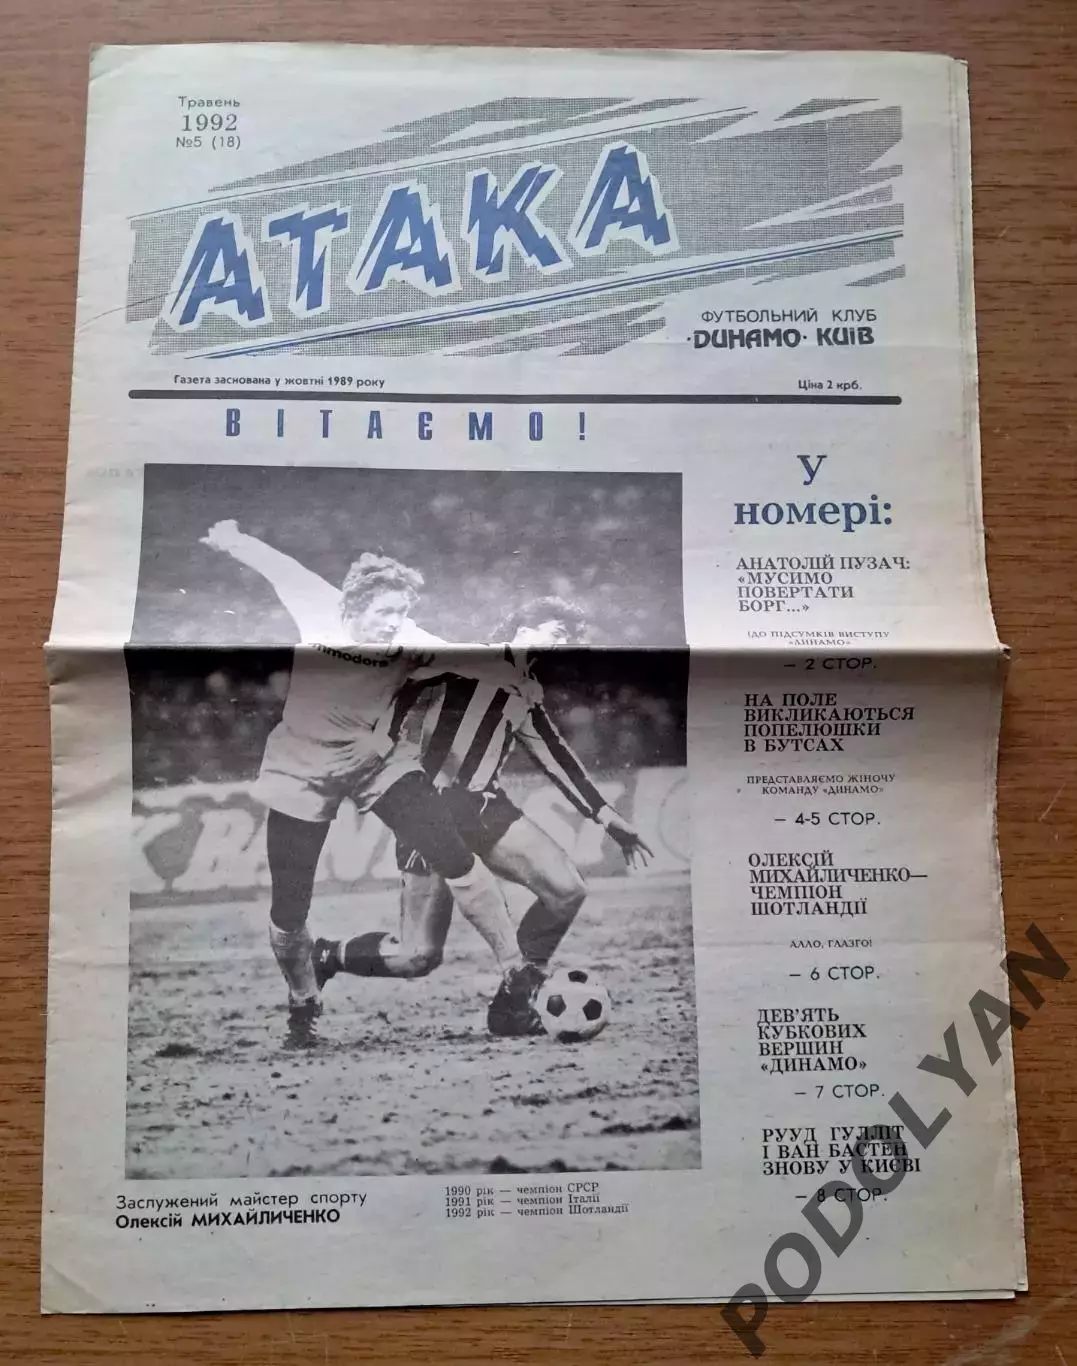 Травень
1992
№5 (18)
АТАКА
ФУТБОЛЬНИЙ КЛУБ
·ДИНАМО· КИЇВ
Газета заснована у жовтні 1989 року
Ціна 2 крб.
ВІТАЄМО!
У
номері:
АНАТОЛІЙ ПУЗАЧ:
«МУСИМО
ПОВЕРТАТИ
БОРГ...»
(ДО ПІДСУМКІВ ВИСТУПУ
«ДИНАМО»
— 2 СТОР.
НА ПОЛЕ
ВИКЛИКАЮТЬСЯ
ПОПЕЛЮШКИ
В БУТСАХ
ПРЕДСТАВЛЯЄМО ЖІНОЧУ
КОМАНДУ «ДИНАМО»
— 4-5 СТОР.
ОЛЕКСІЙ
МИХАЙЛИЧЕНКО—
ЧЕМПІОН
ШОТЛАНДІЇ
АЛЛО, ГЛАЗГО!
— 6 СТОР.
ДЕВ'ЯТЬ
КУБКОВИХ
ВЕРШИН
«ДИНАМО»
— 7 СТОР.
РУУД ГУЛЛІТ
І ВАН БАСТЕН
ЗНОВУ У КИЄВІ
— 8 СТОР.
mmodore
Заслужений майстер спорту
Олексій МИХАЙЛИЧЕНКО
1990 рік — чемпіон СРСР
1991 рік — чемпіон Італії
1992 рік — чемпіон Шотландії
PODOLYAN